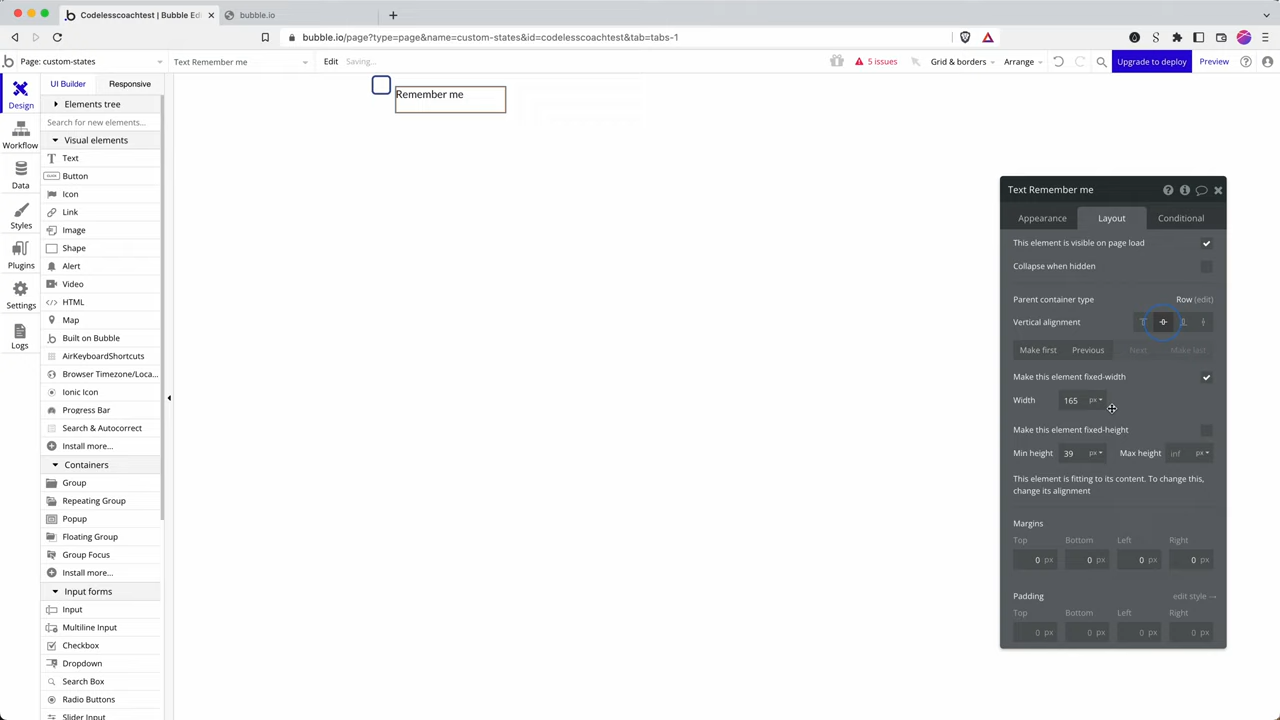 Codelesscoachtest | Bubble Ed
bubble.io
bubble.io/page?type=page&name=custom-states&id=codelesscoachtest&tab=tabs-1
Page: custom-states
Text Remember me
Edit
Saving...
5 issues
Grid & borders
Arrange
Upgrade to deploy
Preview
Design
Workflow
Data
Styles
Plugins
Settings
Logs
UI Builder
Responsive
Elements tree
Search for new elements...
Visual elements
Text
Button
Icon
Link
Image
Shape
Alert
Video
HTML
Map
Built on Bubble
AirKeyboardShortcuts
Browser Timezone/Loca...
Ionic Icon
Progress Bar
Search & Autocorrect
Install more...
Containers
Group
Repeating Group
Popup
Floating Group
Group Focus
Install more...
Input forms
Input
Multiline Input
Checkbox
Dropdown
Search Box
Radio Buttons
Slider Input
Remember me
Text Remember me
Appearance
Layout
Conditional
This element is visible on page load
Collapse when hidden
Parent container type
Row (edit)
Vertical alignment
Make first
Previous
Next
Make last
Make this element fixed-width
Width
165 px
Make this element fixed-height
Min height
39 px
Max height
inf px
This element is fitting to its content. To change this,
change its alignment
Margins
Top
Bottom
Left
Right
0 px
0 px
0 px
0 px
Padding
edit style →
Top
Bottom
Left
Right
0 px
0 px
0 px
0 px